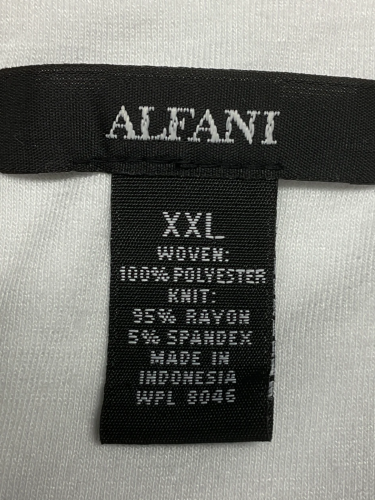 ALFANI
XXL
WOVEN:
100% POLYESTER
KNIT:
95% RAYON
5% SPANDEX
MADE IN
INDONESIA
WPL 8046